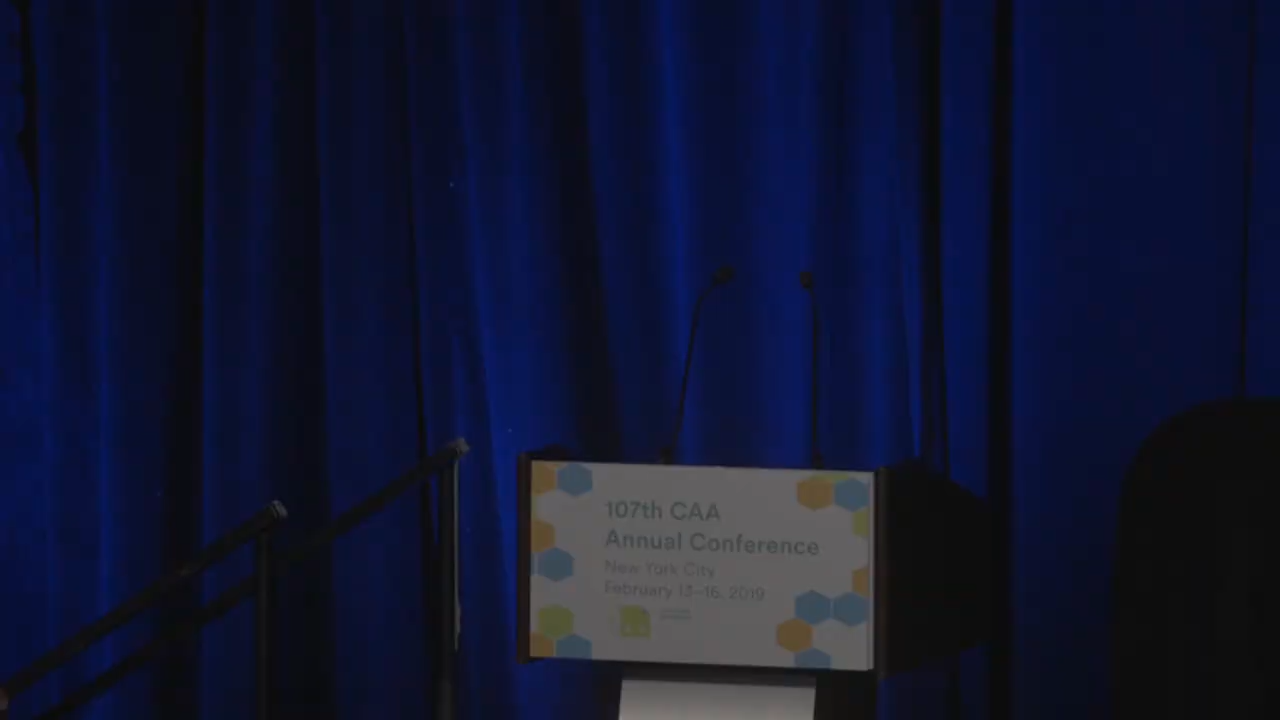 107th CAA
Annual Conference
New York City
February 13–16, 2019